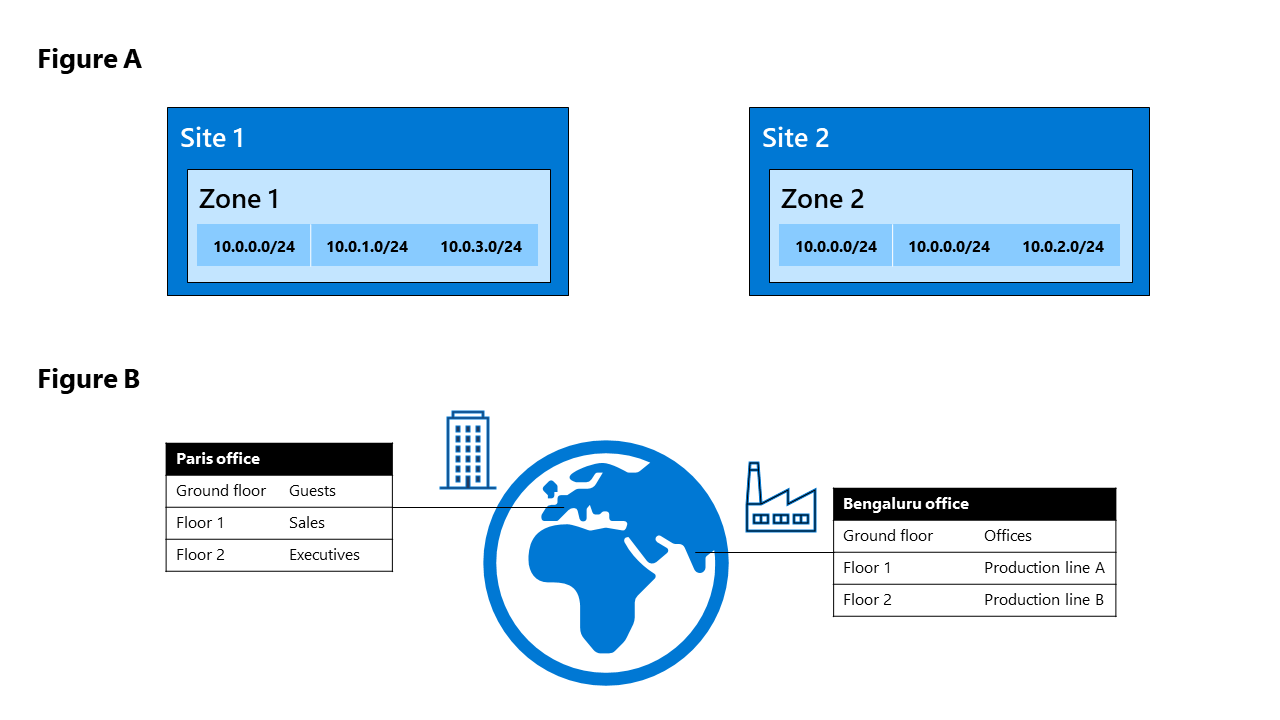 Figure A
Site 1
Zone 1
10.0.0.0/24 10.0.1.0/24 10.0.3.0/24
Site 2
Zone 2
10.0.0.0/24 10.0.0.0/24 10.0.2.0/24
Figure B
Paris office
Ground floor Guests
Floor 1 Sales
Floor 2 Executives
Bengaluru office
Ground floor Offices
Floor 1 Production line A
Floor 2 Production line B